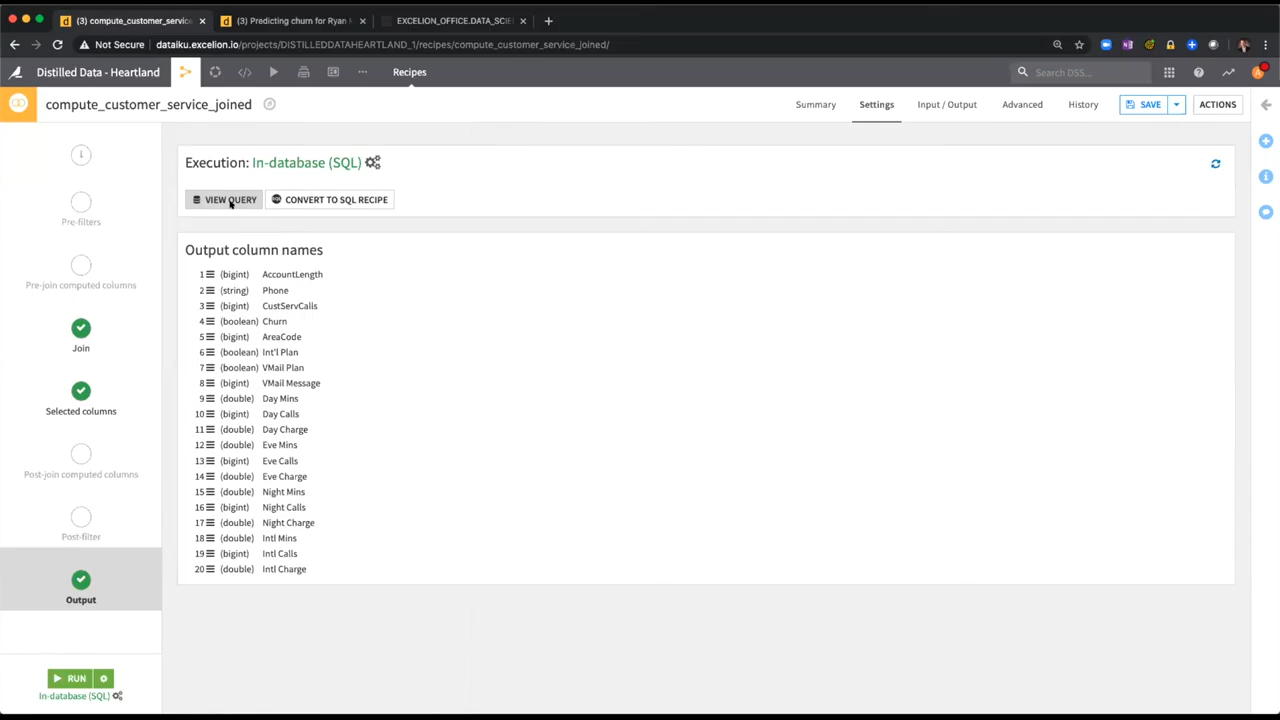 (3) compute_customer_service
(3) Predicting churn for Ryan
EXCELION_OFFICE.DATA_SCIE
Not Secure
dataiku.excelion.io/projects/DISTILLEDDATAHEARTLAND_1/recipes/compute_customer_service_joined/
Distilled Data - Heartland
Recipes
Search DSS...
compute_customer_service_joined
Summary
Settings
Input / Output
Advanced
History
SAVE
ACTIONS
Execution: In-database (SQL)
VIEW QUERY
CONVERT TO SQL RECIPE
Pre-filters
Pre-join computed columns
Join
Selected columns
Post-join computed columns
Post-filter
Output
RUN
In-database (SQL)
Output column names
1 (bigint) AccountLength
2 (string) Phone
3 (bigint) CustServCalls
4 (boolean) Churn
5 (bigint) AreaCode
6 (boolean) Int'l Plan
7 (boolean) VMail Plan
8 (bigint) VMail Message
9 (double) Day Mins
10 (bigint) Day Calls
11 (double) Day Charge
12 (double) Eve Mins
13 (bigint) Eve Calls
14 (double) Eve Charge
15 (double) Night Mins
16 (bigint) Night Calls
17 (double) Night Charge
18 (double) Intl Mins
19 (bigint) Intl Calls
20 (double) Intl Charge